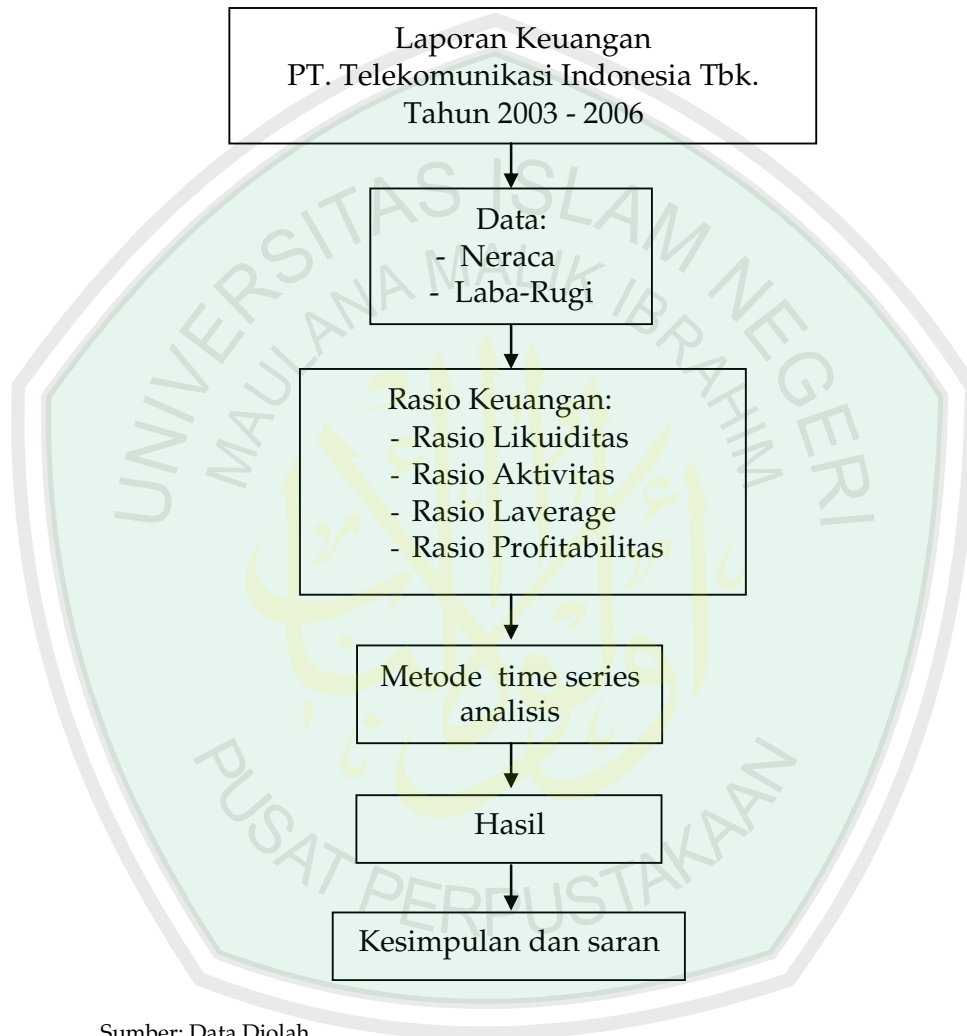 Laporan Keuangan
PT. Telekomunikasi Indonesia Tbk.
Tahun 2003 - 2006
Data:
- Neraca
- Laba-Rugi
Rasio Keuangan:
- Rasio Likuiditas
- Rasio Aktivitas
- Rasio Laverage
- Rasio Profitabilitas
Metode time series
analisis
Hasil
Kesimpulan dan saran
Sumber: Data Diolah
UNIVERSITAS ISLAM NEGERI
MAULANA MALIK IBRAHIM
PUSAT PERPUSTAKAAN